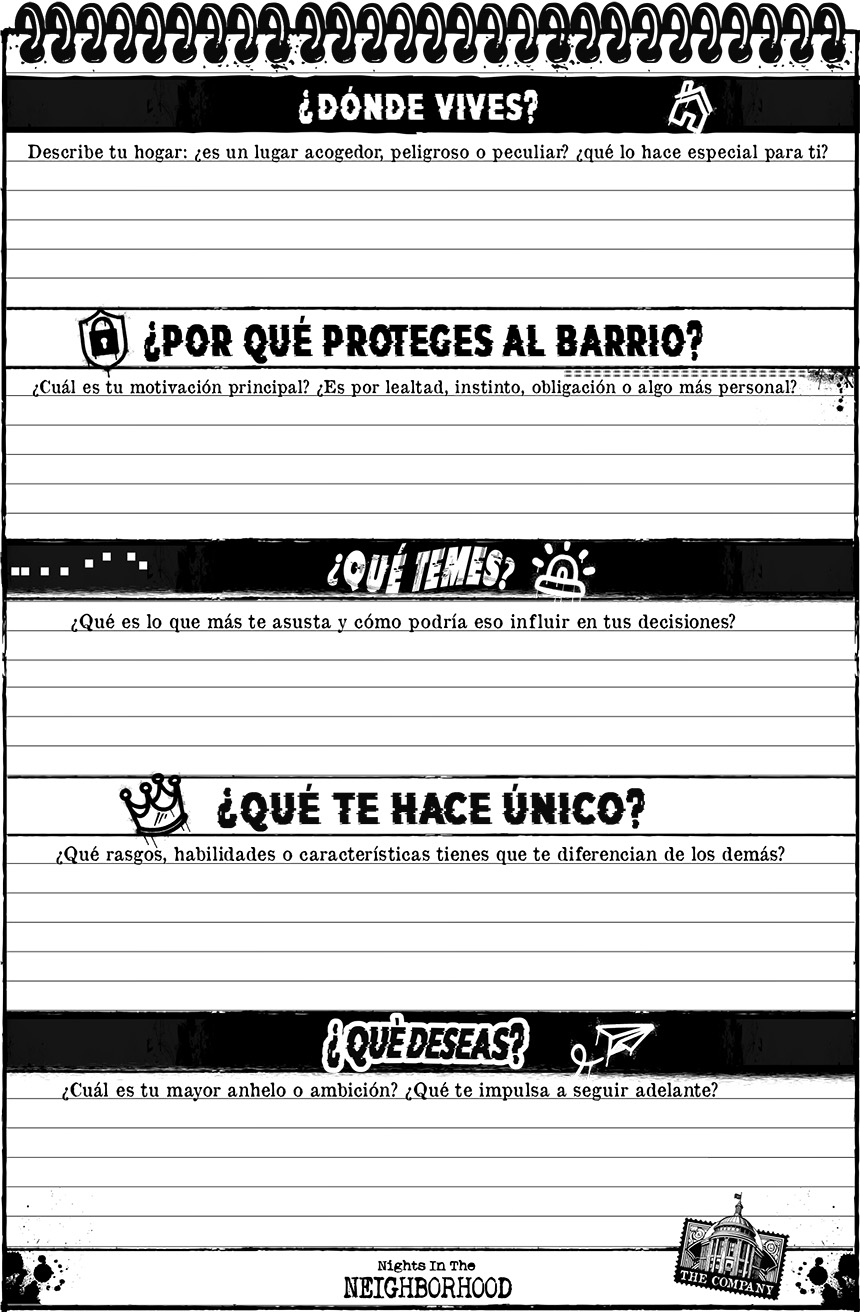 ¿DÓNDE VIVES?
Describe tu hogar: ¿es un lugar acogedor, peligroso o peculiar? ¿qué lo hace especial para ti?
¿POR QUÉ PROTEGES AL BARRIO?
¿Cuál es tu motivación principal? ¿Es por lealtad, instinto, obligación o algo más personal?
¿QUÉ TEMES?
¿Qué es lo que más te asusta y cómo podría eso influir en tus decisiones?
¿QUÉ TE HACE ÚNICO?
¿Qué rasgos, habilidades o características tienes que te diferencian de los demás?
¿QUÉ DESEAS?
¿Cuál es tu mayor anhelo o ambición? ¿Qué te impulsa a seguir adelante?
THE COMPANY
Nights In The
NEIGHBORHOOD